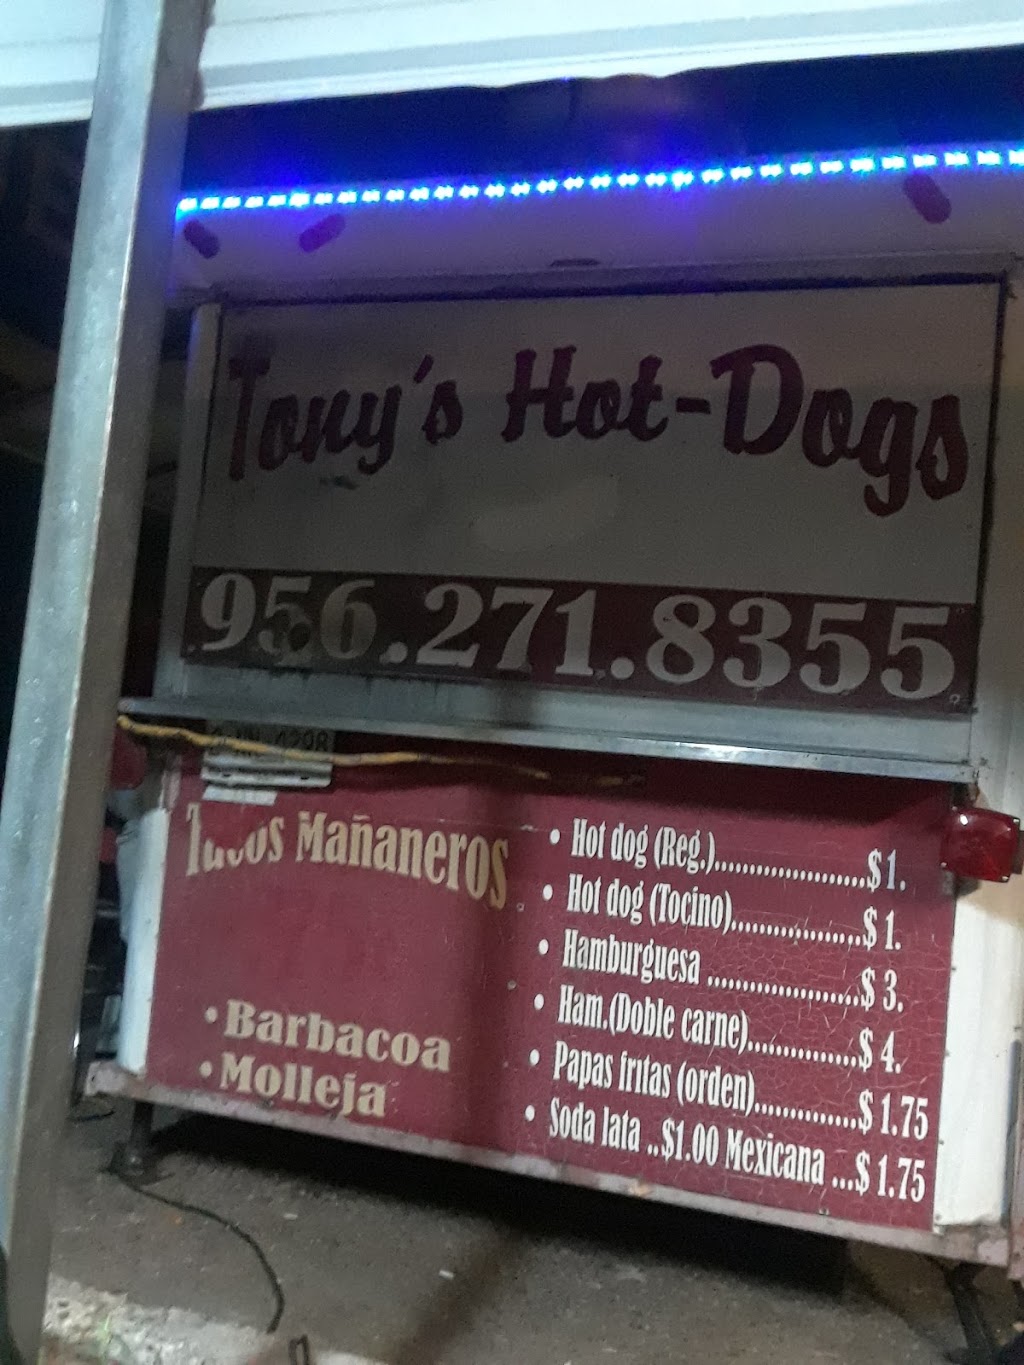 Tony's Hot-Dogs
956.271.8355
Tacos Mañaneros
• Barbacoa
• Molleja
• Hot dog (Reg.)......................$1.
• Hot dog (Tocino)...................$1.
• Hamburguesa ......................$3.
• Ham.(Doble carne)................$4.
• Papas fritas (orden)...............$1.75
• Soda lata ..$1.00 Mexicana ...$1.75